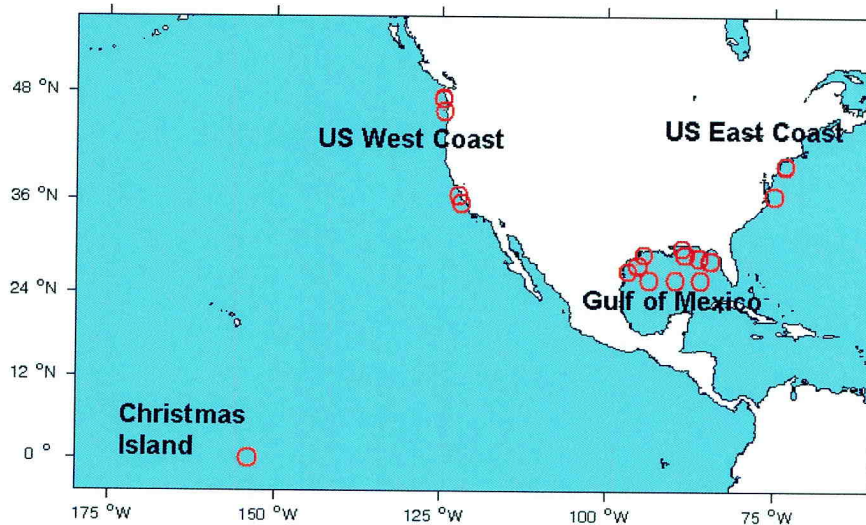 48 °N
US West Coast
US East Coast
36 °N
24 °N
Gulf of Mexico
12 °N
Christmas
Island
0 °
175 °W
150 °W
125 °W
100 °W
75 °W